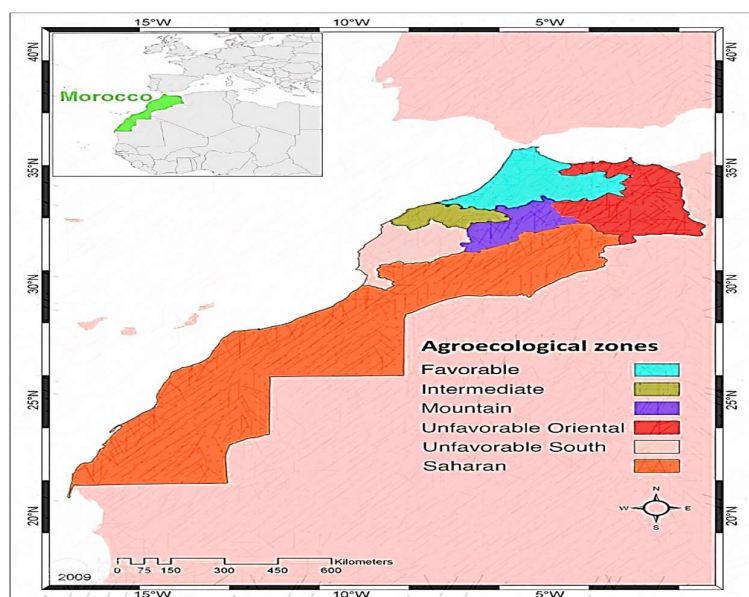 15°W 10°W 5°W
40°N 40°N
Morocco
35°N 35°N
30°N 30°N
Agroecological zones
Favorable
Intermediate
Mountain
Unfavorable Oriental
Unfavorable South
Saharan
25°N 25°N
20°N 20°N
N
W E
S
Kilometers
0 75 150 300 450 600
2009
15°W 10°W 5°W